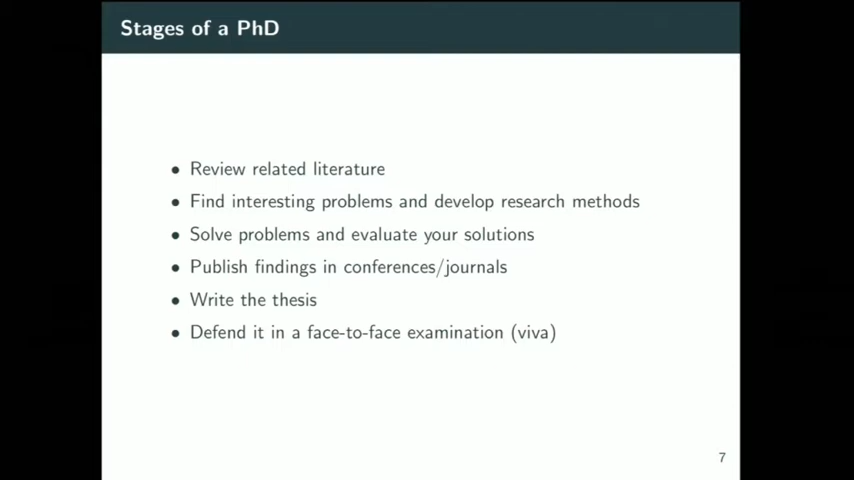 Stages of a PhD
• Review related literature
• Find interesting problems and develop research methods
• Solve problems and evaluate your solutions
• Publish findings in conferences/journals
• Write the thesis
• Defend it in a face-to-face examination (viva)
7